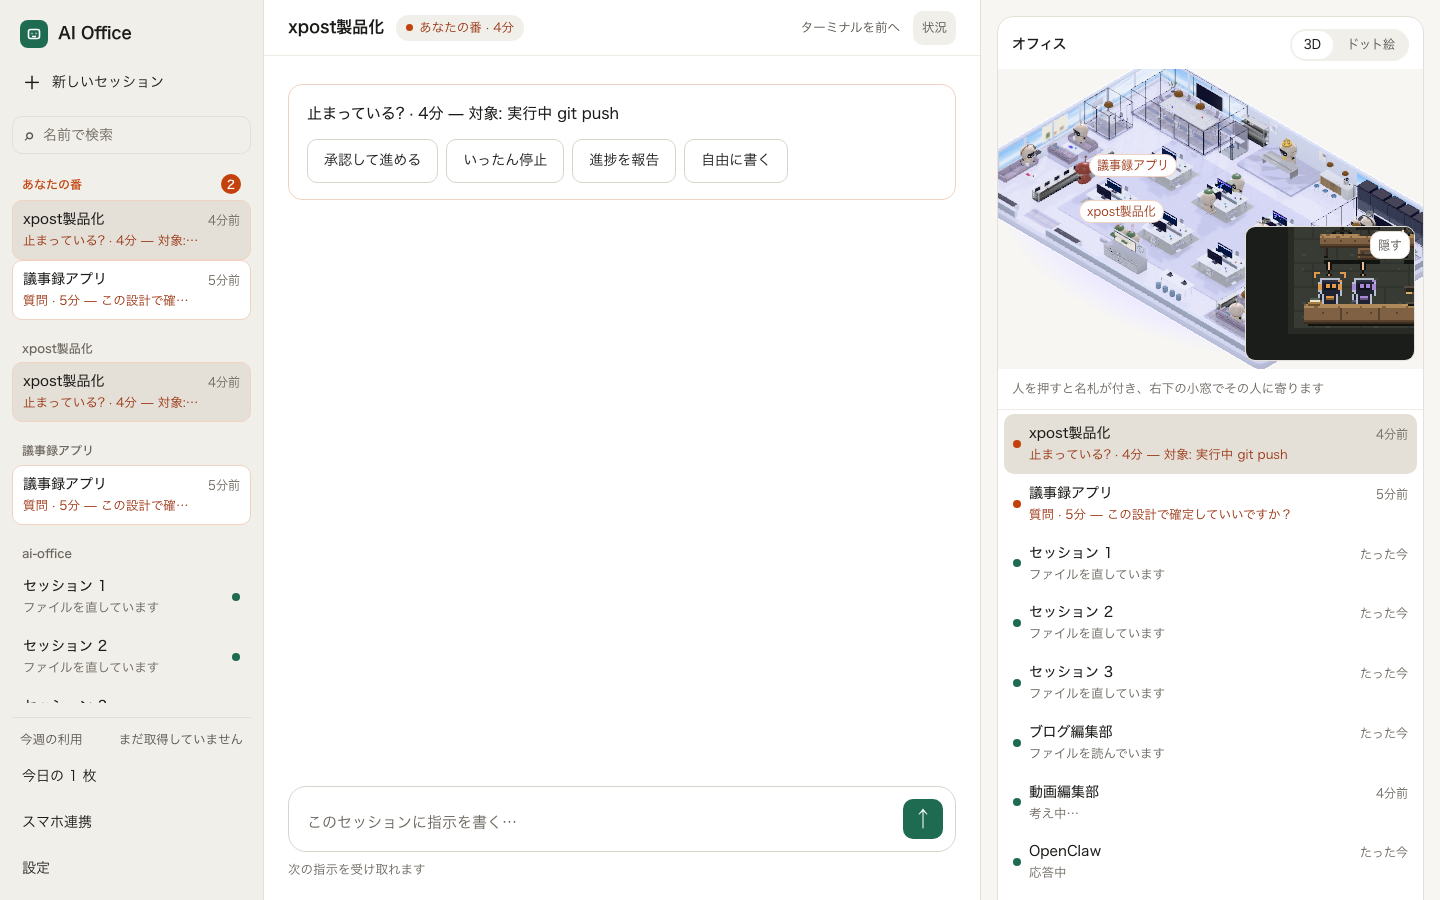 AI Office
新しいセッション
名前で検索
あなたの番 2
xpost製品化 4分前
止まっている? · 4分 — 対象:…
議事録アプリ 5分前
質問 · 5分 — この設計で確…
xpost製品化
xpost製品化 4分前
止まっている? · 4分 — 対象:…
議事録アプリ
議事録アプリ 5分前
質問 · 5分 — この設計で確…
ai-office
セッション 1
ファイルを直しています
セッション 2
ファイルを直しています
今週の利用 まだ取得していません
今日の 1 枚
スマホ連携
設定
xpost製品化 あなたの番 · 4分 ターミナルを前へ 状況
止まっている? · 4分 — 対象: 実行中 git push
承認して進める いったん停止 進捗を報告 自由に書く
このセッションに指示を書く…
次の指示を受け取れます
オフィス 3D ドット絵
議事録アプリ
xpost製品化
隠す
人を押すと名札が付き、右下の小窓でその人に寄ります
xpost製品化 4分前
止まっている? · 4分 — 対象: 実行中 git push
議事録アプリ 5分前
質問 · 5分 — この設計で確定していいですか？
セッション 1 たった今
ファイルを直しています
セッション 2 たった今
ファイルを直しています
セッション 3 たった今
ファイルを直しています
ブログ編集部 たった今
ファイルを読んでいます
動画編集部 4分前
考え中…
OpenClaw たった今
応答中